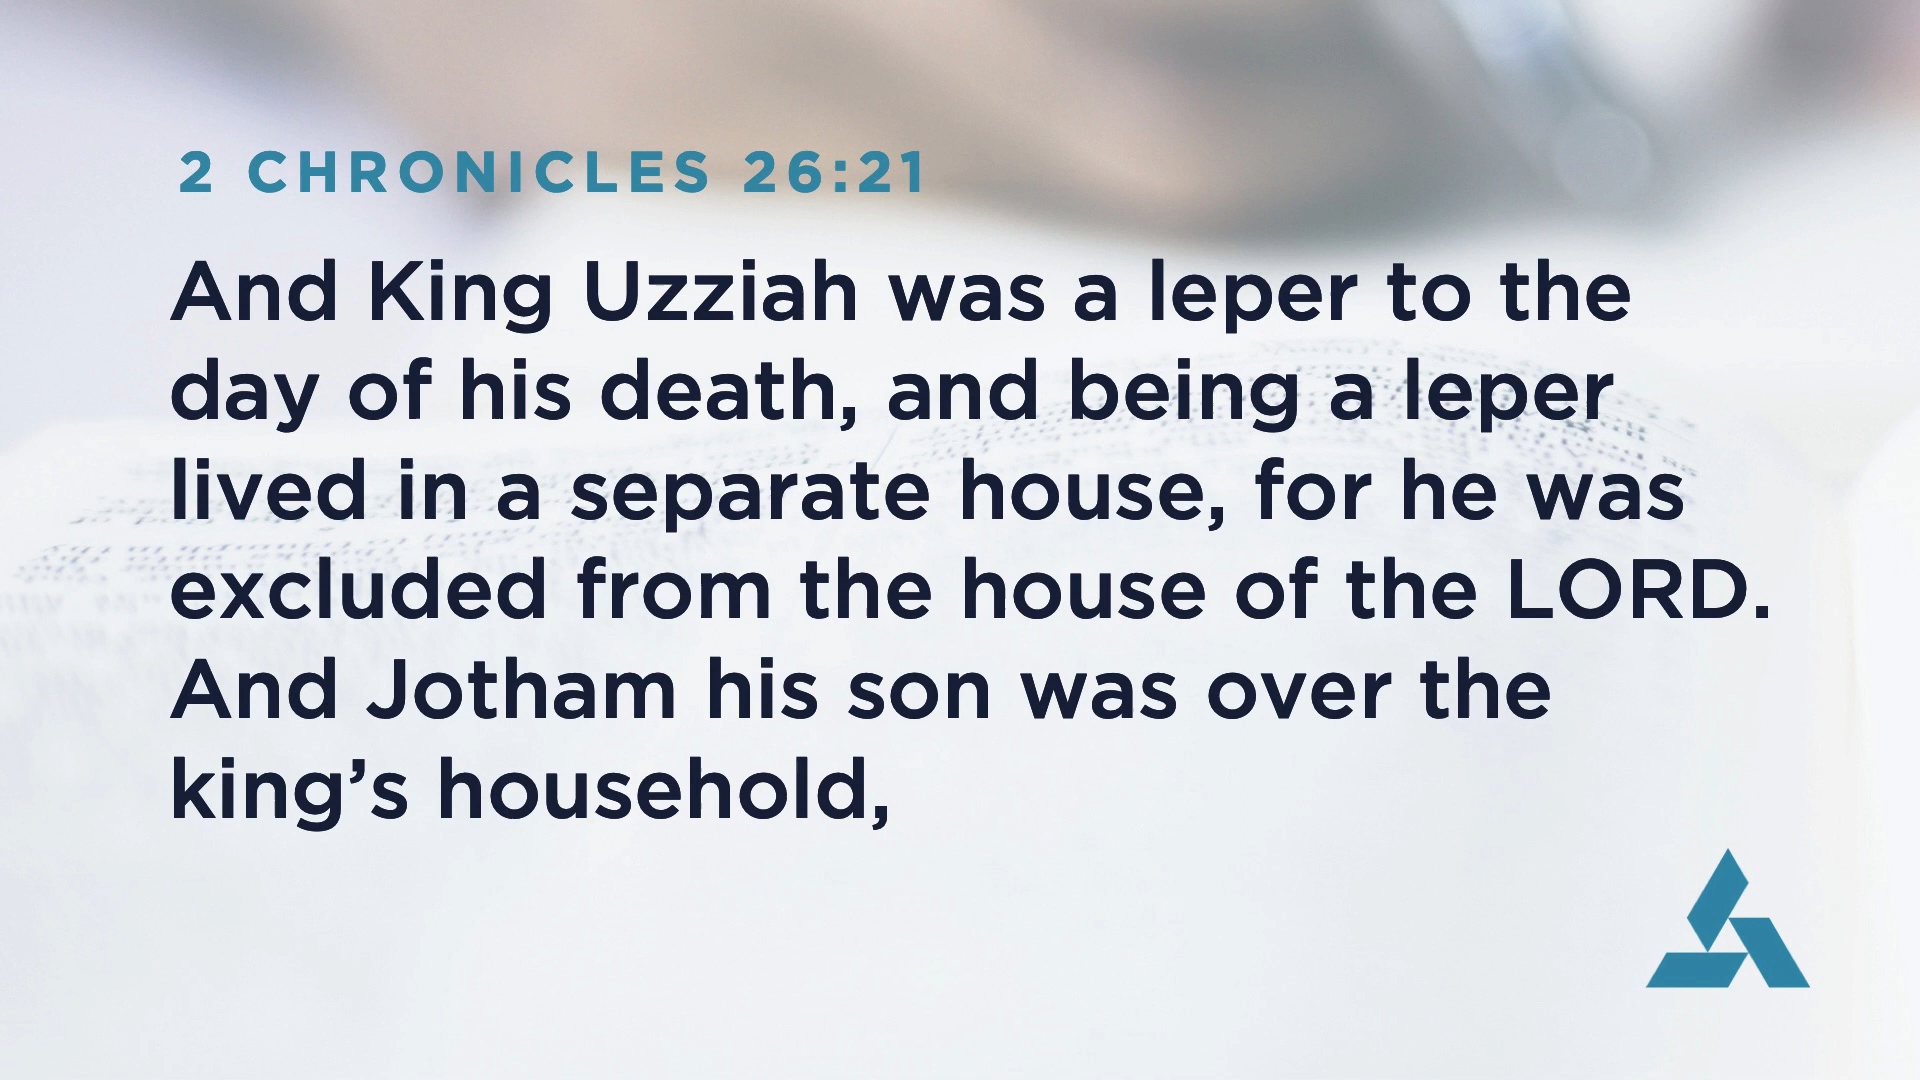 2 CHRONICLES 26:21
And King Uzziah was a leper to the
day of his death, and being a leper
lived in a separate house, for he was
excluded from the house of the LORD.
And Jotham his son was over the
king’s household,